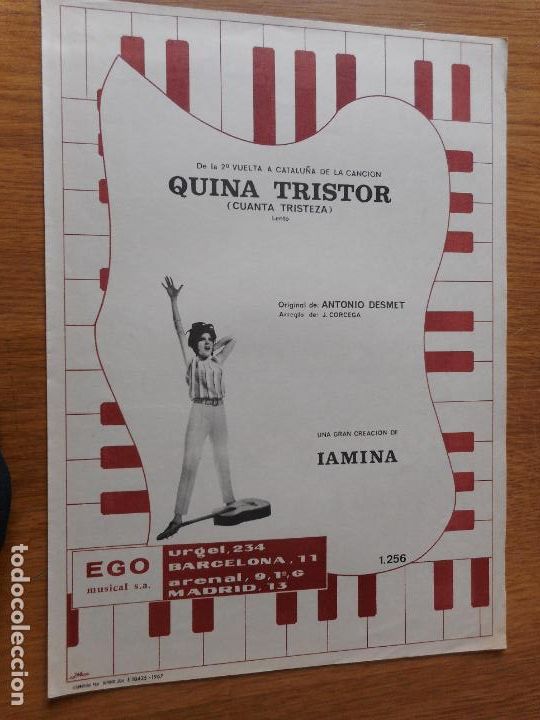 De la 2ª VUELTA A CATALUÑA DE LA CANCION
QUINA TRISTOR
(CUANTA TRISTEZA)
Lento
Original de: ANTONIO DESMET
Arreglo de: J. CORCEGA
UNA GRAN CREACION DE
IAMINA
1.256
EGO
musical s.a.
urgel, 234
BARCELONA, 11
arenal, 9, 1º, G
MADRID, 13
1967
todocoleccion